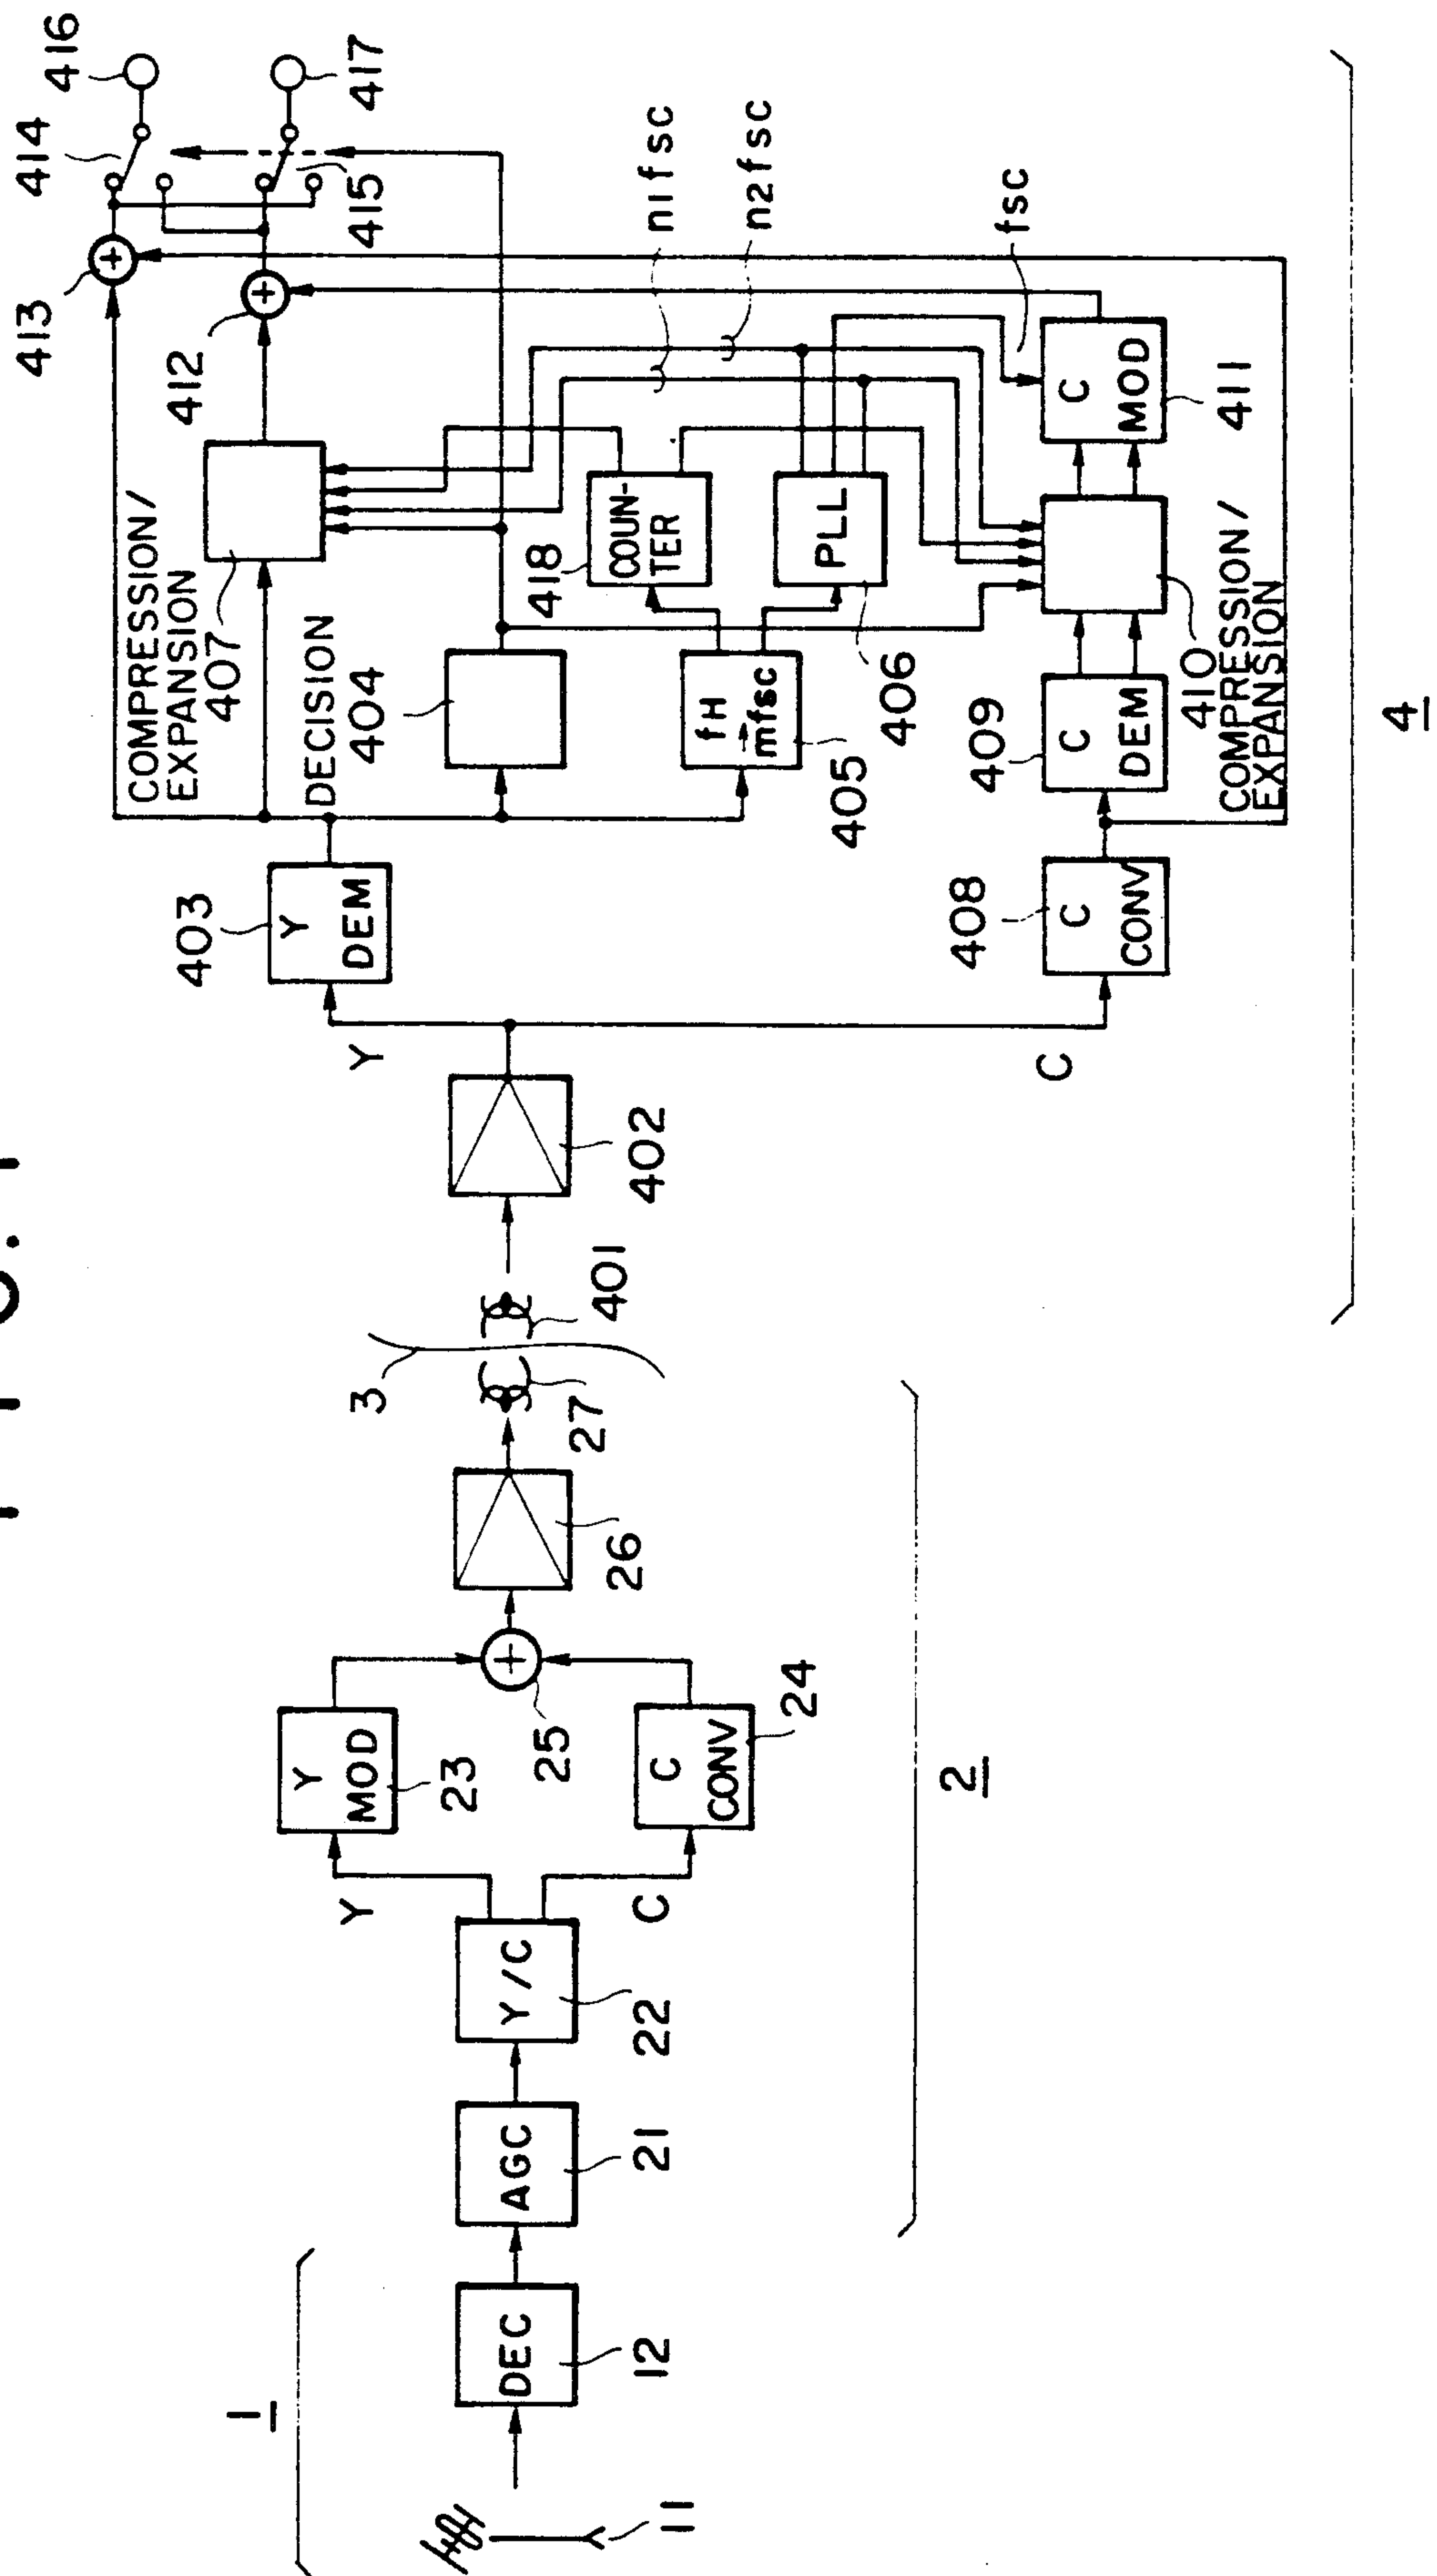 1
11
DEC
12
AGC
21
Y/C
22
Y
C
Y
MOD
23
C
CONV
24
25
26
27
2
3
401
402
Y
C
Y
DEM
403
DECISION
404
fH
→mfsc
405
PLL
406
COUN-
TER
418
COMPRESSION/
EXPANSION
407
C
CONV
408
C
DEM
409
410
COMPRESSION/
EXPANSION
C
MOD
411
n1fsc
n2fsc
fsc
412
413
414
415
416
417
4